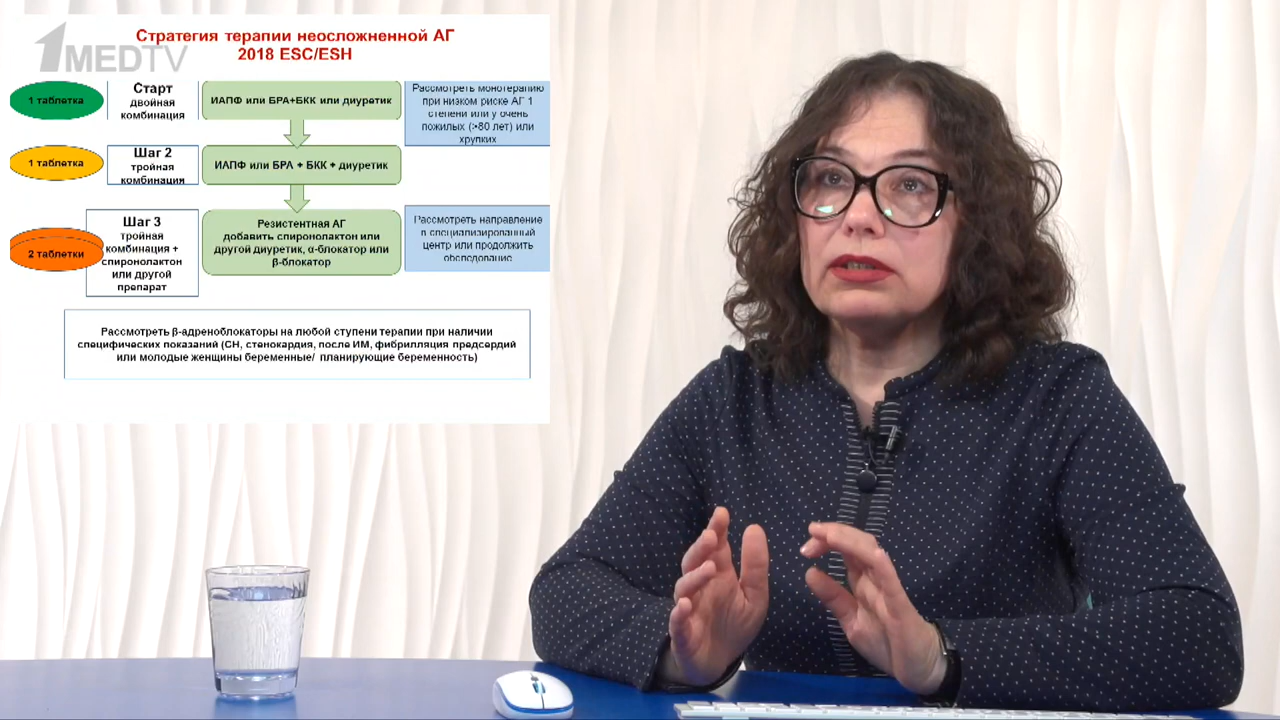 1MEDTV
Стратегия терапии неосложненной АГ
2018 ESC/ESH
1 таблетка
Старт
двойная
комбинация
ИАПФ или БРА+БКК или диуретик
Рассмотреть монотерапию
при низком риске АГ 1
степени или у очень
пожилых (>80 лет) или
хрупких
1 таблетка
Шаг 2
тройная
комбинация
ИАПФ или БРА + БКК + диуретик
2 таблетки
Шаг 3
тройная
комбинация +
спиронолактон
или другой
препарат
Резистентная АГ
добавить спиронолактон или
другой диуретик, α-блокатор или
β-блокатор
Рассмотреть направление
в специализированный
центр или продолжить
обследование
Рассмотреть β-адреноблокаторы на любой ступени терапии при наличии
специфических показаний (СН, стенокардия, после ИМ, фибрилляция предсердий
или молодые женщины беременные/ планирующие беременность)